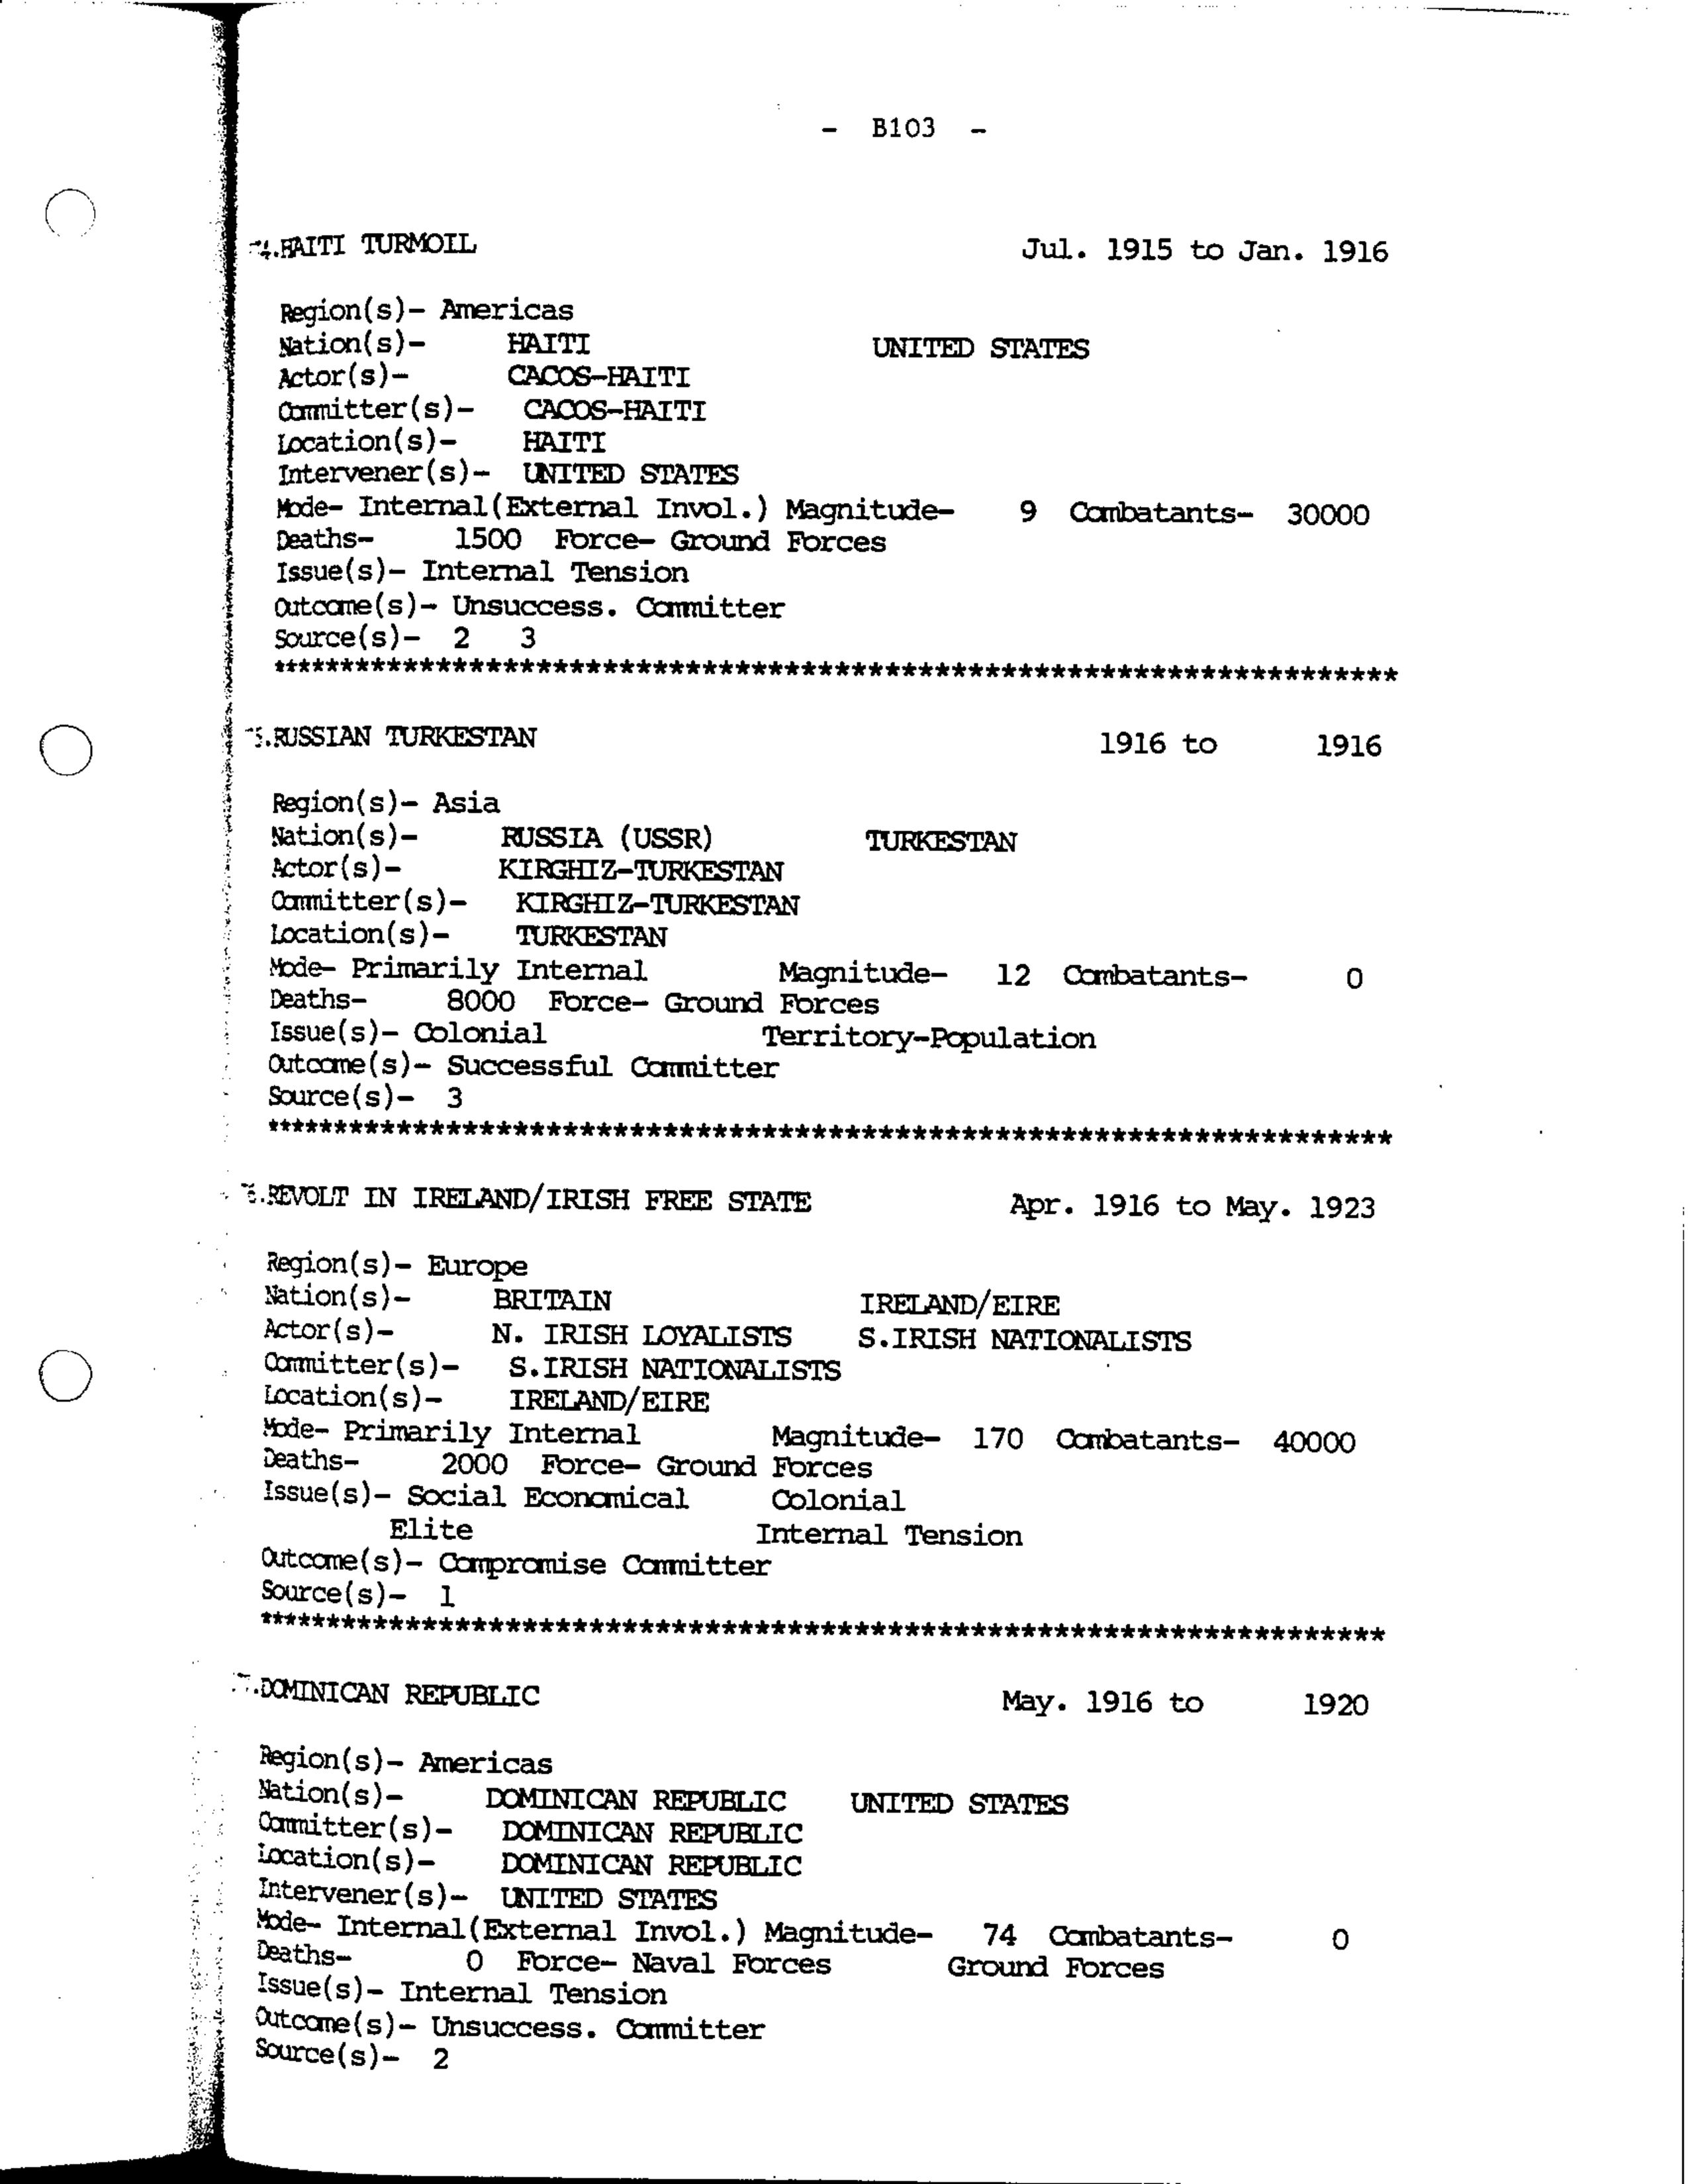 - B103 -
.HAITI TURMOIL Jul. 1915 to Jan. 1916
Region(s)- Americas
Nation(s)- HAITI UNITED STATES
Actor(s)- CACOS-HAITI
Committer(s)- CACOS-HAITI
Location(s)- HAITI
Intervener(s)- UNITED STATES
Mode- Internal(External Invol.) Magnitude- 9 Combatants- 30000
Deaths- 1500 Force- Ground Forces
Issue(s)- Internal Tension
Outcome(s)- Unsuccess. Committer
Source(s)- 2 3
********************************************************************
.RUSSIAN TURKESTAN 1916 to 1916
Region(s)- Asia
Nation(s)- RUSSIA (USSR) TURKESTAN
Actor(s)- KIRGHIZ-TURKESTAN
Committer(s)- KIRGHIZ-TURKESTAN
Location(s)- TURKESTAN
Mode- Primarily Internal Magnitude- 12 Combatants- 0
Deaths- 8000 Force- Ground Forces
Issue(s)- Colonial Territory-Population
Outcome(s)- Successful Committer
Source(s)- 3
********************************************************************
.REVOLT IN IRELAND/IRISH FREE STATE Apr. 1916 to May. 1923
Region(s)- Europe
Nation(s)- BRITAIN IRELAND/EIRE
Actor(s)- N. IRISH LOYALISTS S.IRISH NATIONALISTS
Committer(s)- S.IRISH NATIONALISTS
Location(s)- IRELAND/EIRE
Mode- Primarily Internal Magnitude- 170 Combatants- 40000
Deaths- 2000 Force- Ground Forces
Issue(s)- Social Economical Colonial
Elite Internal Tension
Outcome(s)- Compromise Committer
Source(s)- 1
********************************************************************
.DOMINICAN REPUBLIC May. 1916 to 1920
Region(s)- Americas
Nation(s)- DOMINICAN REPUBLIC UNITED STATES
Committer(s)- DOMINICAN REPUBLIC
Location(s)- DOMINICAN REPUBLIC
Intervener(s)- UNITED STATES
Mode- Internal(External Invol.) Magnitude- 74 Combatants- 0
Deaths- 0 Force- Naval Forces Ground Forces
Issue(s)- Internal Tension
Outcome(s)- Unsuccess. Committer
Source(s)- 2